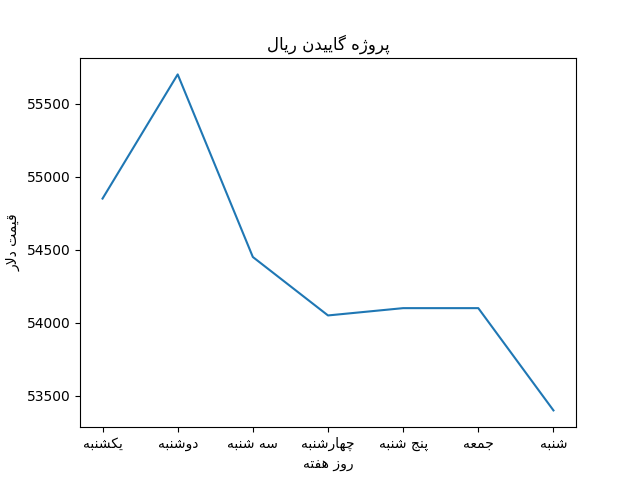 پروژه گاییدن ریال
55500
55000
54500
54000
53500
قیمت دلار
یکشنبه دوشنبه سه شنبه چهارشنبه پنج شنبه جمعه شنبه
روز هفته